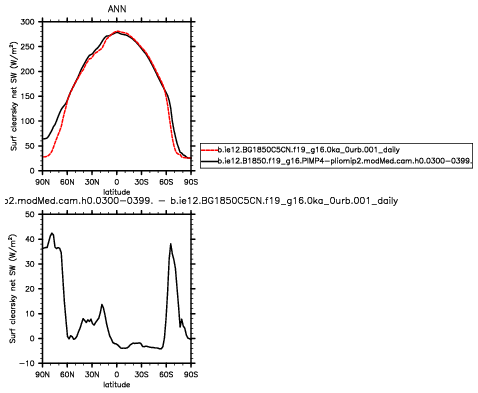 ANN
Surf clearsky net SW (W/m²)
300
250
200
150
100
50
0
90N 60N 30N 0 30S 60S 90S
latitude
b.ie12.BG1850C5CN.f19_g16.0ka_0urb.001_daily
b.ie12.B1850.f19_g16.PlMP4-pliomip2.modMed.cam.h0.0300-0399.
p2.modMed.cam.h0.0300-0399. - b.ie12.BG1850C5CN.f19_g16.0ka_0urb.001_daily
Surf clearsky net SW (W/m²)
50
40
30
20
10
0
-10
90N 60N 30N 0 30S 60S 90S
latitude